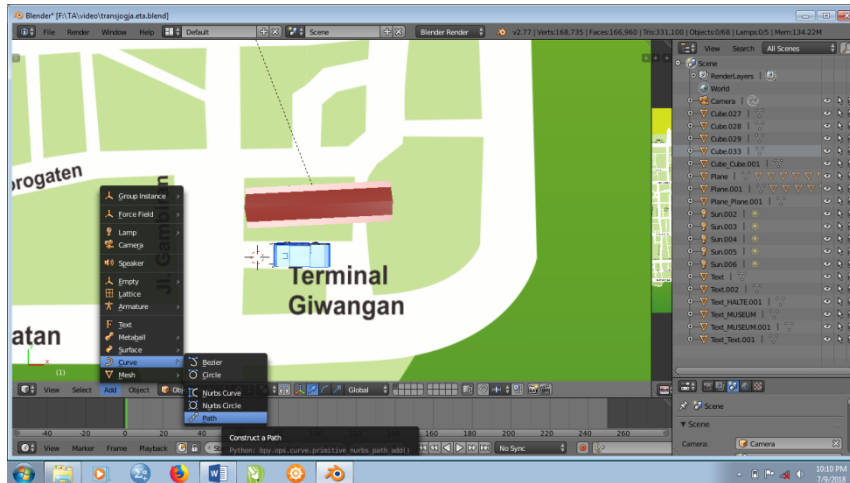 Blender* [F:\TA\video\transjogja.eta.blend]
File Render Window Help Default Scene Blender Render v2.77 | Verts:168,735 | Faces:166,960 | Tris:331,100 | Objects:0/68 | Lamps:0/5 | Mem:134.22M
View Search All Scenes
Scene
RenderLayers
World
Camera
Cube.027
Cube.028
Cube.029
Cube.033
Cube_Cube.001
Plane
Plane.001
Plane_Plane.001
Sun.002
Sun.003
Sun.004
Sun.005
Sun.006
Text
Text.002
Text_HALTE.001
Text_MUSEUM
Text_MUSEUM.001
Text_Text.001
orogaten
Jl. Gambiran
Terminal
Giwangan
atan
Group Instance
Force Field
Lamp
Camera
Speaker
Empty
Lattice
Armature
Text
Metaball
Surface
Curve
Mesh
Bezier
Circle
Nurbs Curve
Nurbs Circle
Path
Construct a Path
Python: bpy.ops.curve.primitive_nurbs_path_add()
(1)
View Select Add Object Global
-40 -20 0 20 40 160 180 200 220 240 260
View Marker Frame Playback No Sync
Scene
Scene
Camera: Camera
10:10 PM
7/9/2018